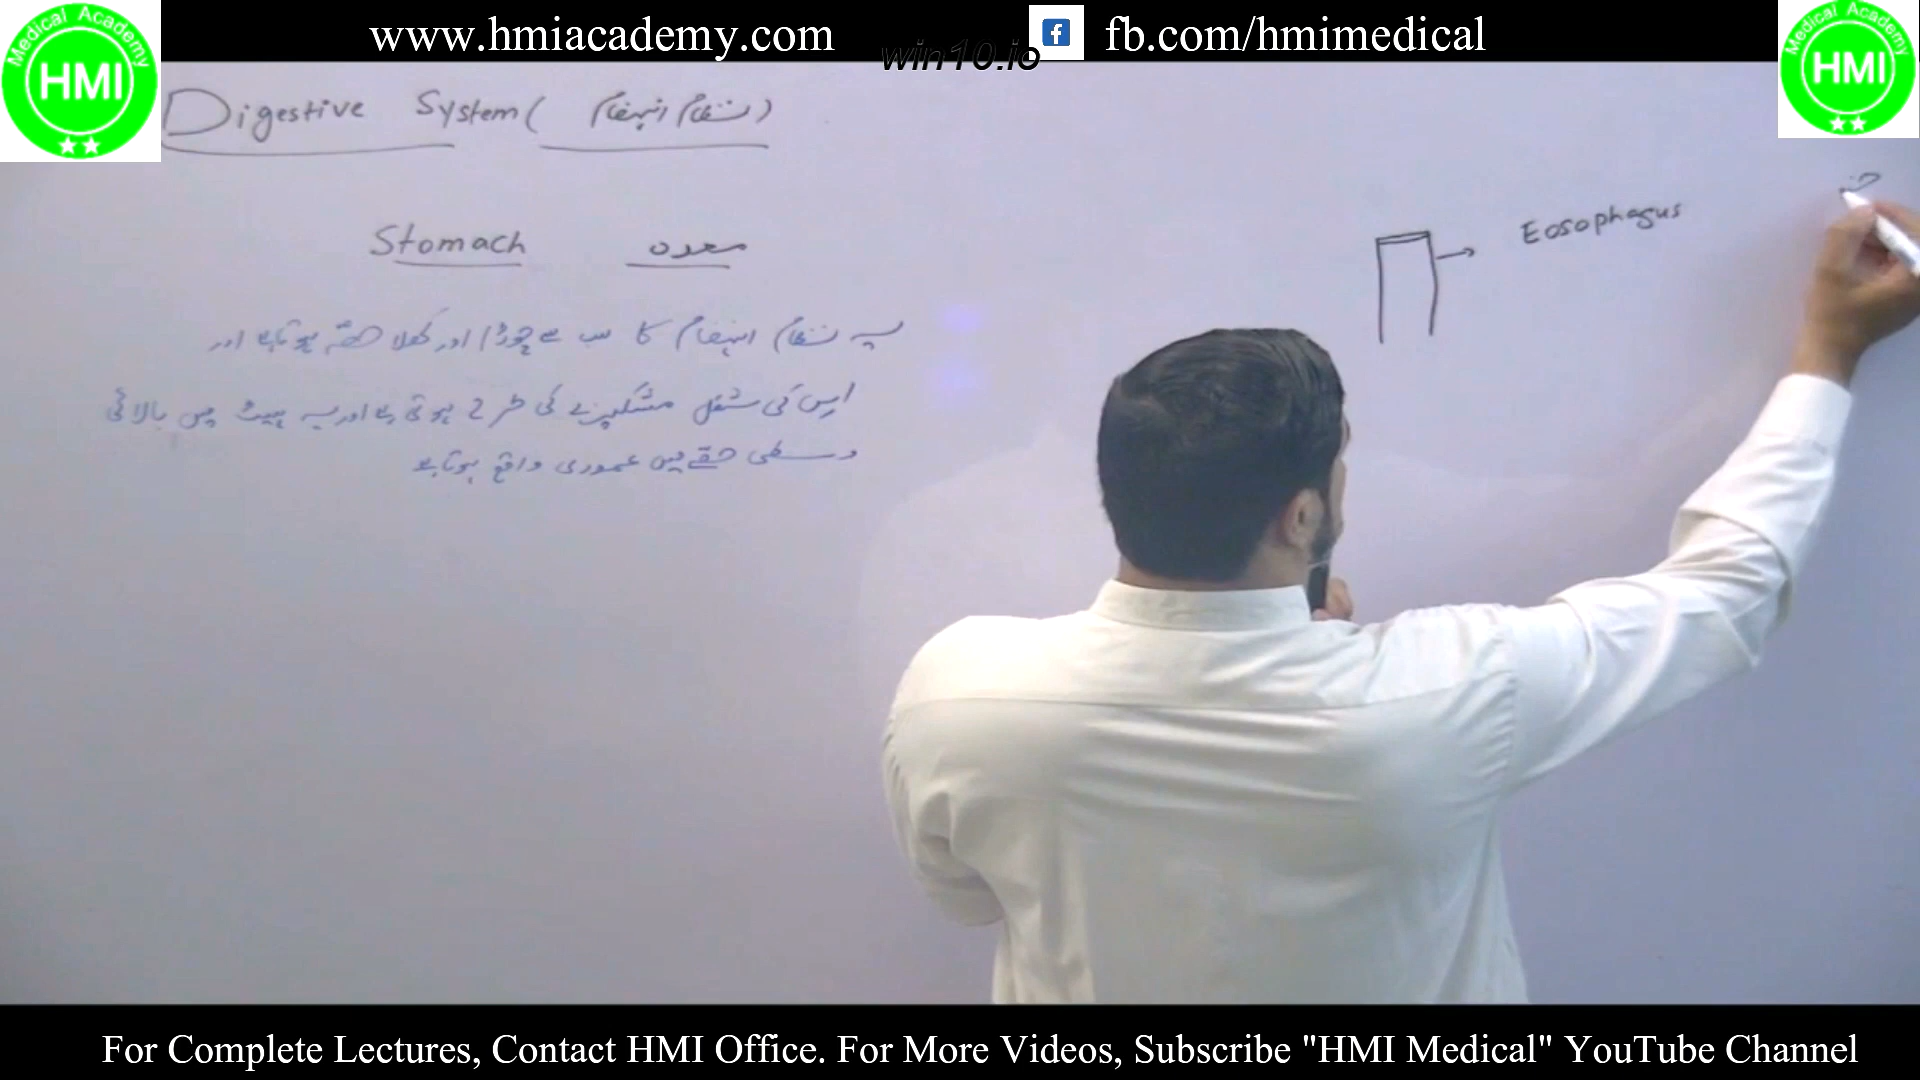 www.hmiacademy.com
fb.com/hmimedical
win10.io
Medical Academy
HMI
Medical Academy
HMI
Digestive System (نظام انہضام)
Stomach معدہ
Eosophagus
یہ نظام انہضام کا سب سے چوڑا اور کھلا حصّہ ہوتا ہے اور
اس کی شکل مشکیزے کی طرح ہوتی ہے اور یہ پیٹ میں بالائی
وسطی حصّے میں عموری واقع ہوتا ہے
For Complete Lectures, Contact HMI Office. For More Videos, Subscribe "HMI Medical" YouTube Channel